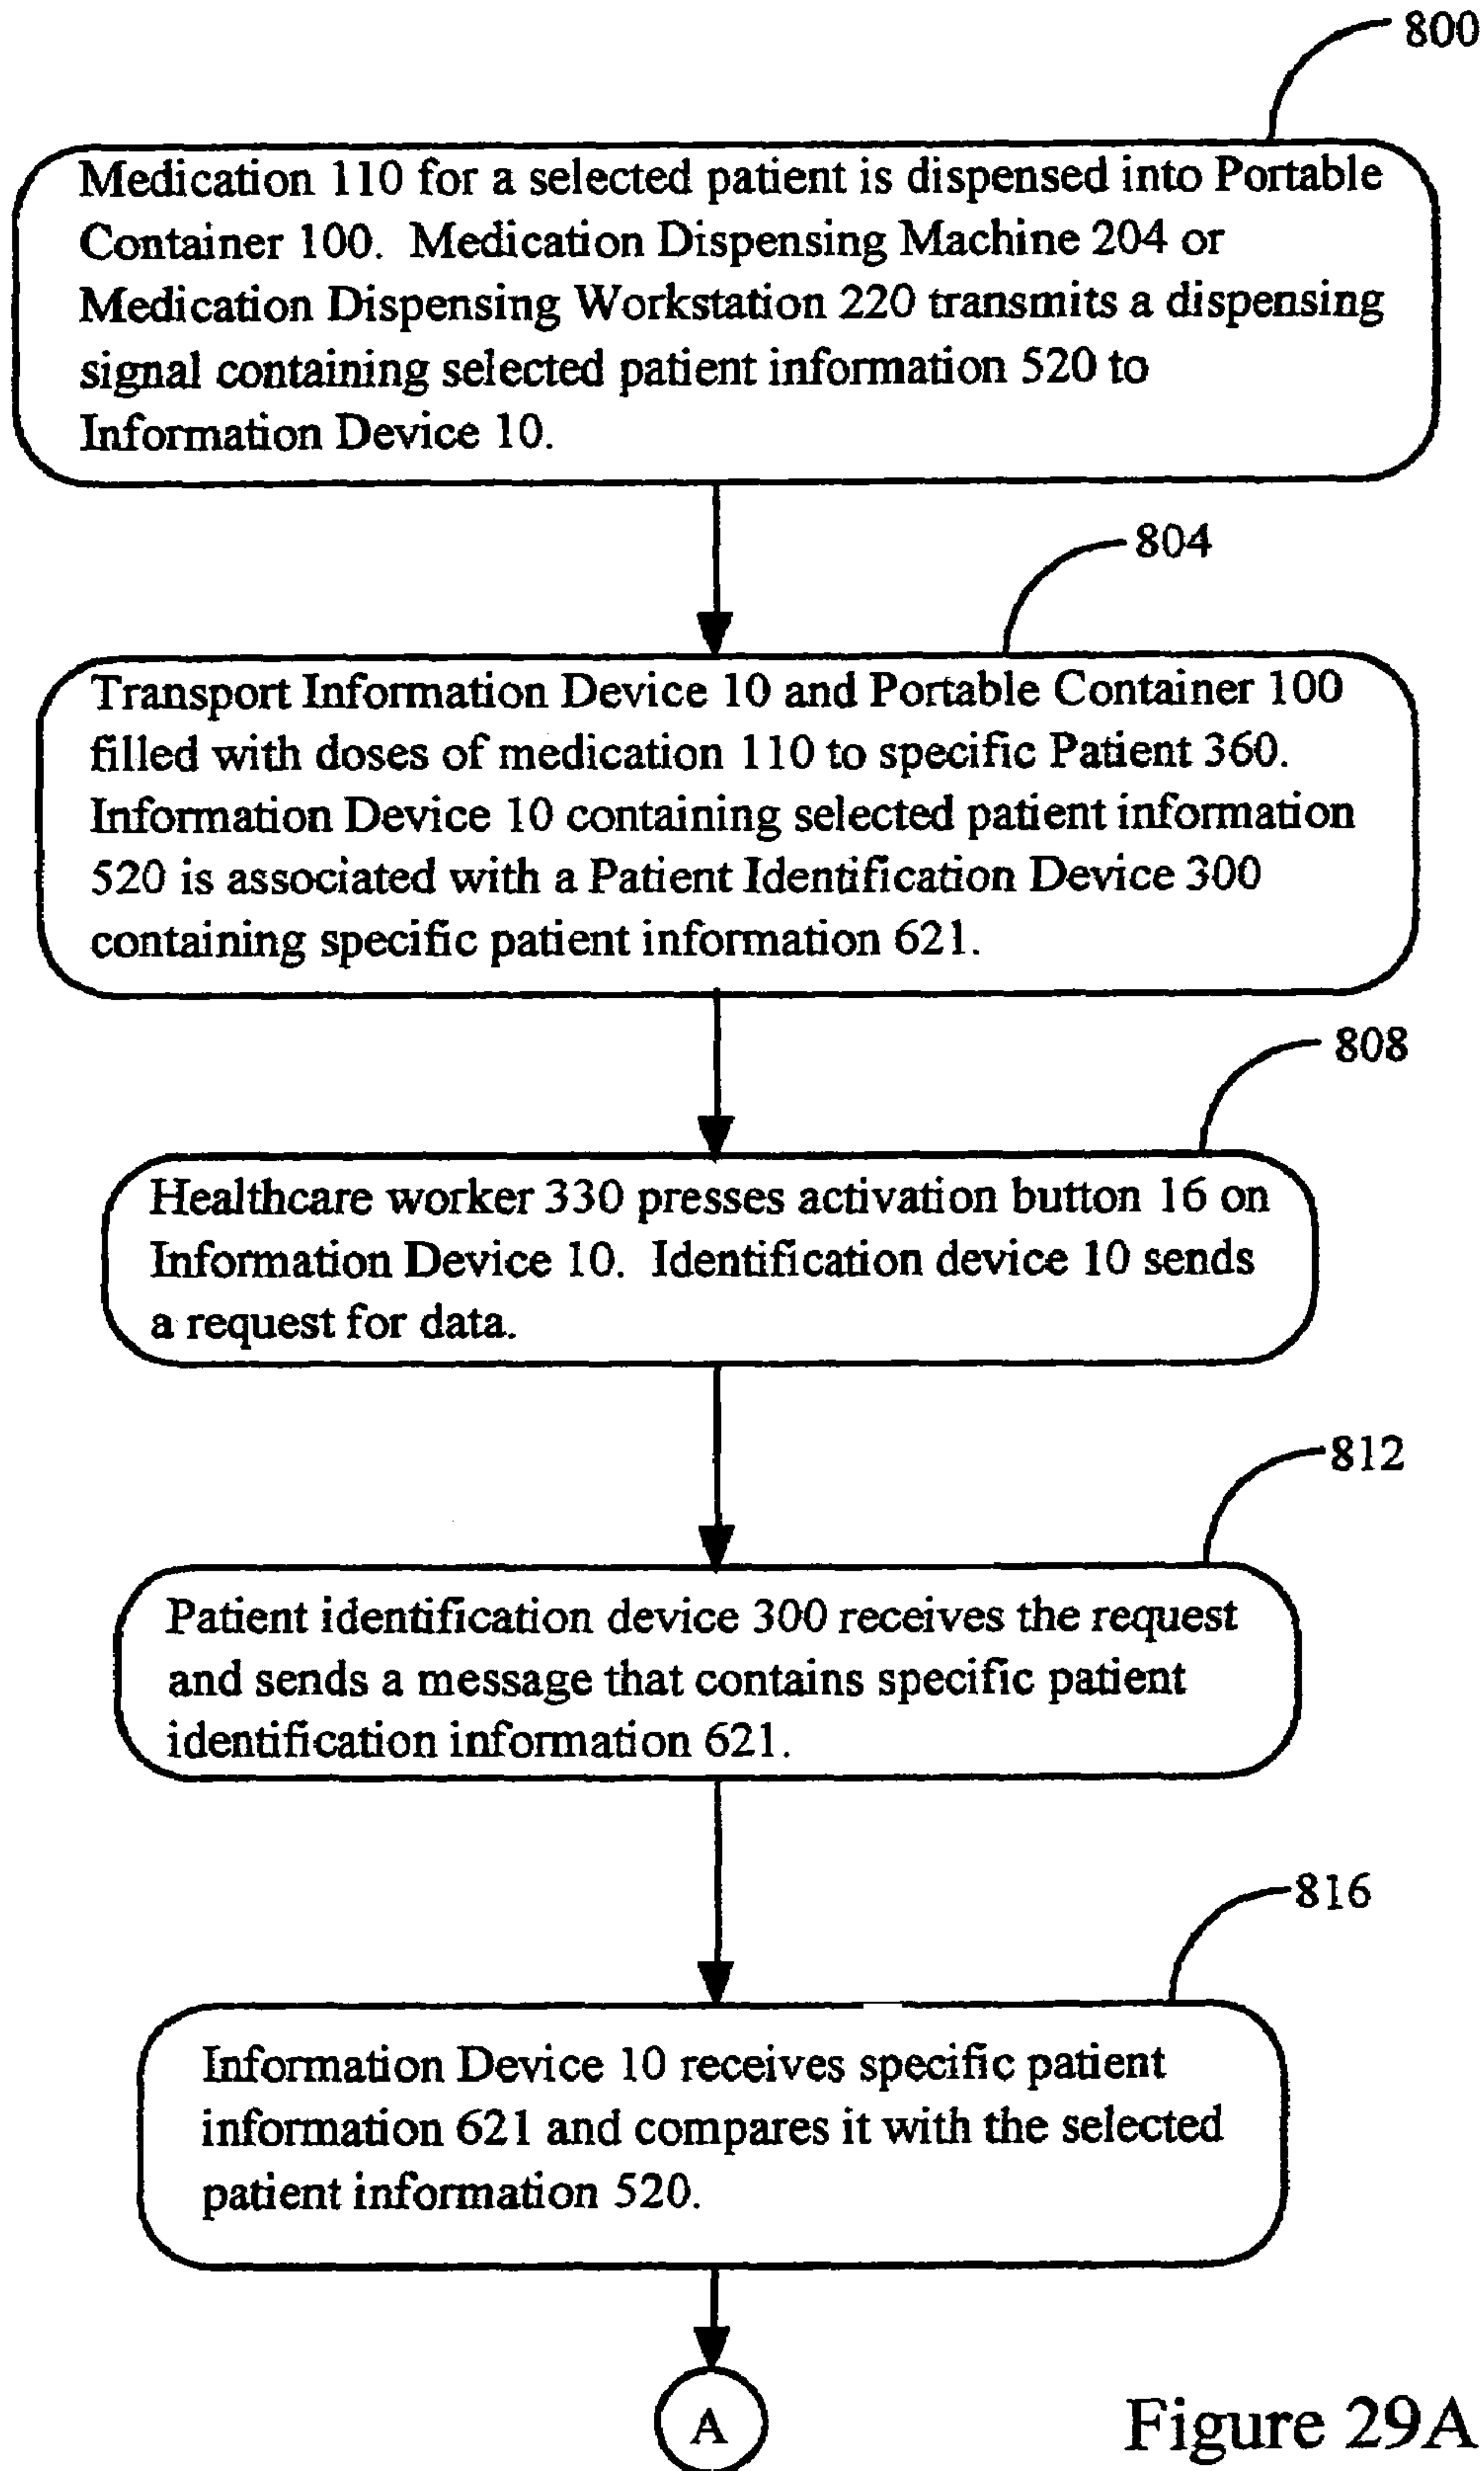 800
Medication 110 for a selected patient is dispensed into Portable
Container 100. Medication Dispensing Machine 204 or
Medication Dispensing Workstation 220 transmits a dispensing
signal containing selected patient information 520 to
Information Device 10.
804
Transport Information Device 10 and Portable Container 100
filled with doses of medication 110 to specific Patient 360.
Information Device 10 containing selected patient information
520 is associated with a Patient Identification Device 300
containing specific patient information 621.
808
Healthcare worker 330 presses activation button 16 on
Information Device 10. Identification device 10 sends
a request for data.
812
Patient identification device 300 receives the request
and sends a message that contains specific patient
identification information 621.
816
Information Device 10 receives specific patient
information 621 and compares it with the selected
patient information 520.
A
Figure 29A